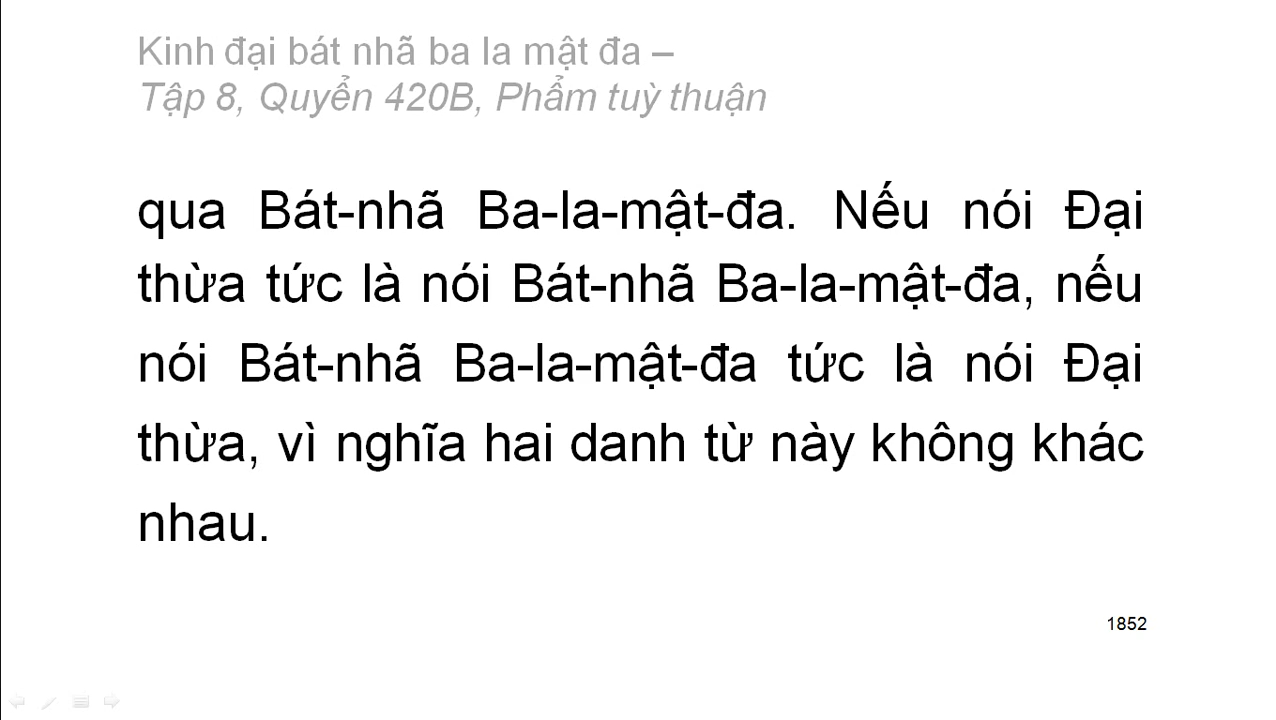 Kinh đại bát nhã ba la mật đa –
Tập 8, Quyển 420B, Phẩm tuỳ thuận
qua Bát-nhã Ba-la-mật-đa. Nếu nói Đại
thừa tức là nói Bát-nhã Ba-la-mật-đa, nếu
nói Bát-nhã Ba-la-mật-đa tức là nói Đại
thừa, vì nghĩa hai danh từ này không khác
nhau.
1852